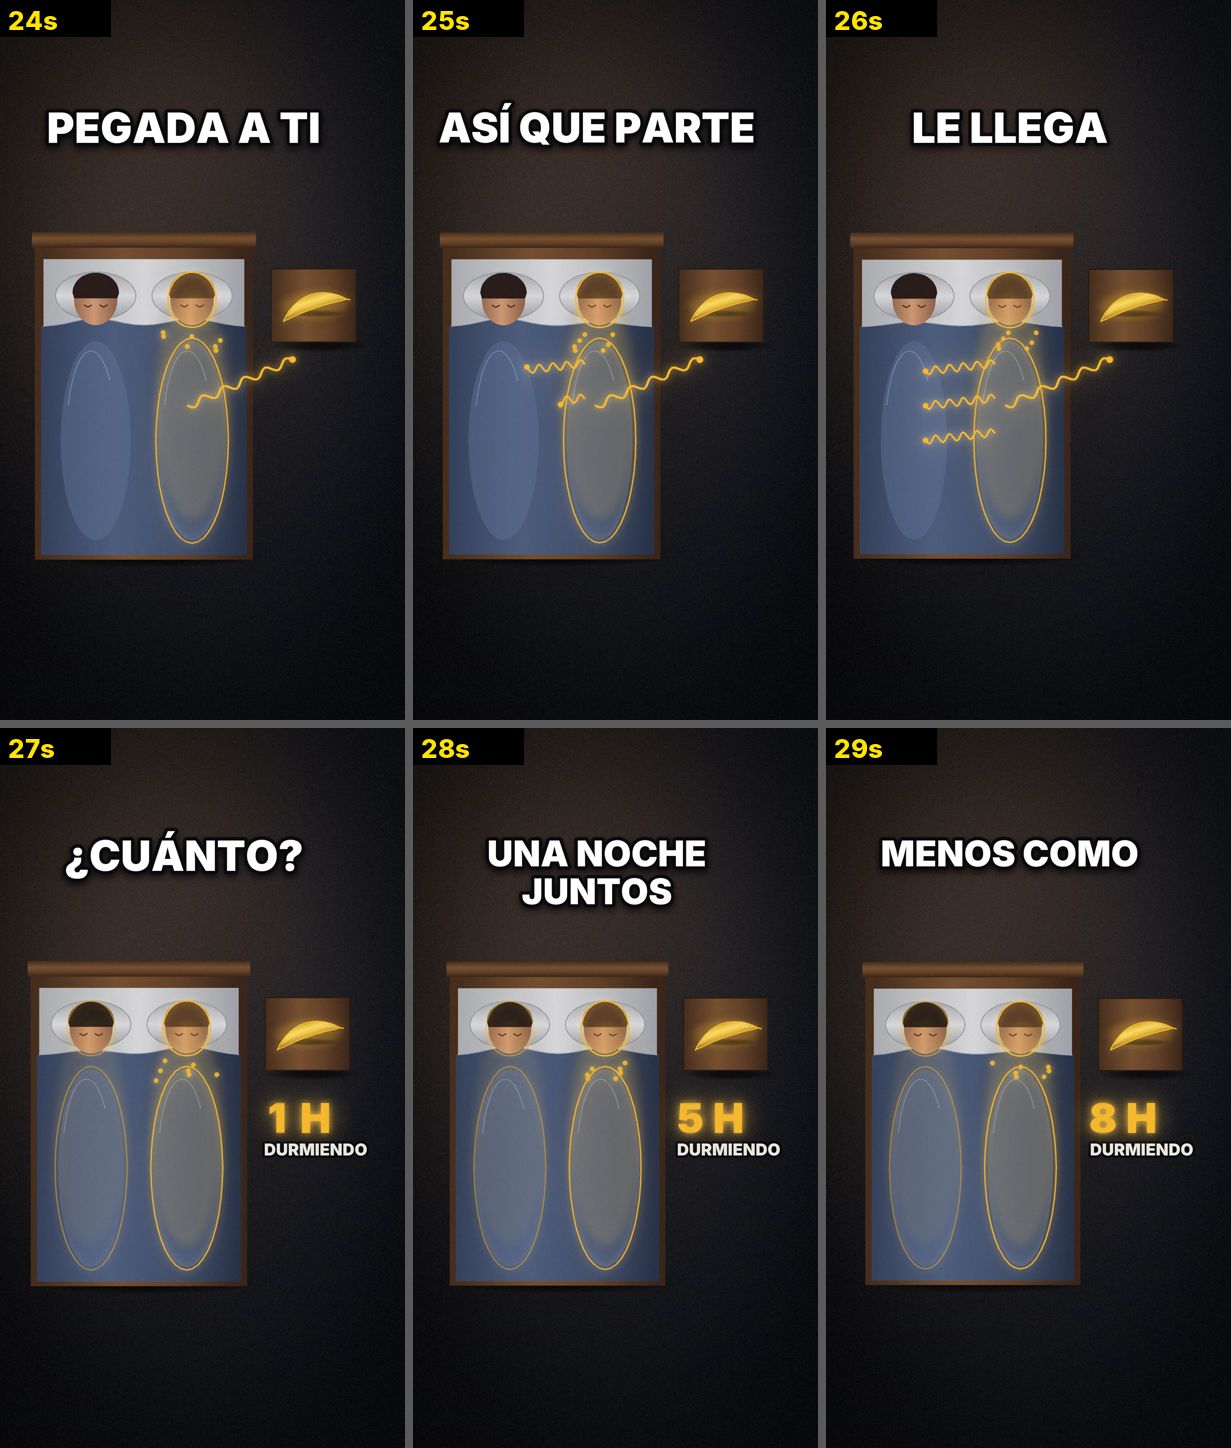 24s
PEGADA A TI
25s
ASÍ QUE PARTE
26s
LE LLEGA
27s
¿CUÁNTO?
1 H
DURMIENDO
28s
UNA NOCHE
JUNTOS
5 H
DURMIENDO
29s
MENOS COMO
8 H
DURMIENDO